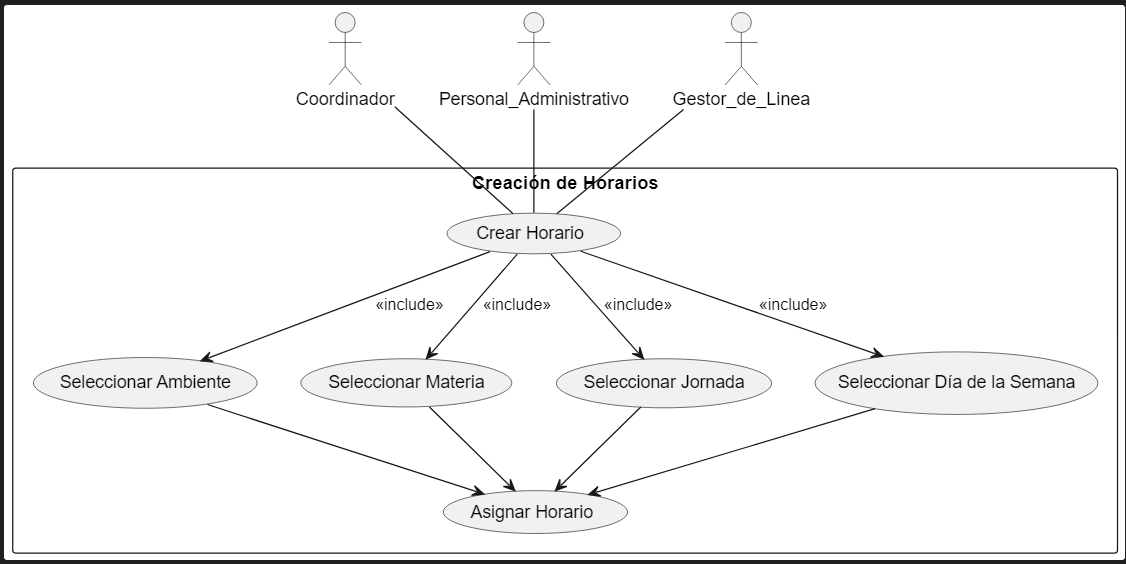 Coordinador
Personal_Administrativo
Gestor_de_Linea
Creación de Horarios
Crear Horario
«include»
«include»
«include»
«include»
Seleccionar Ambiente
Seleccionar Materia
Seleccionar Jornada
Seleccionar Día de la Semana
Asignar Horario